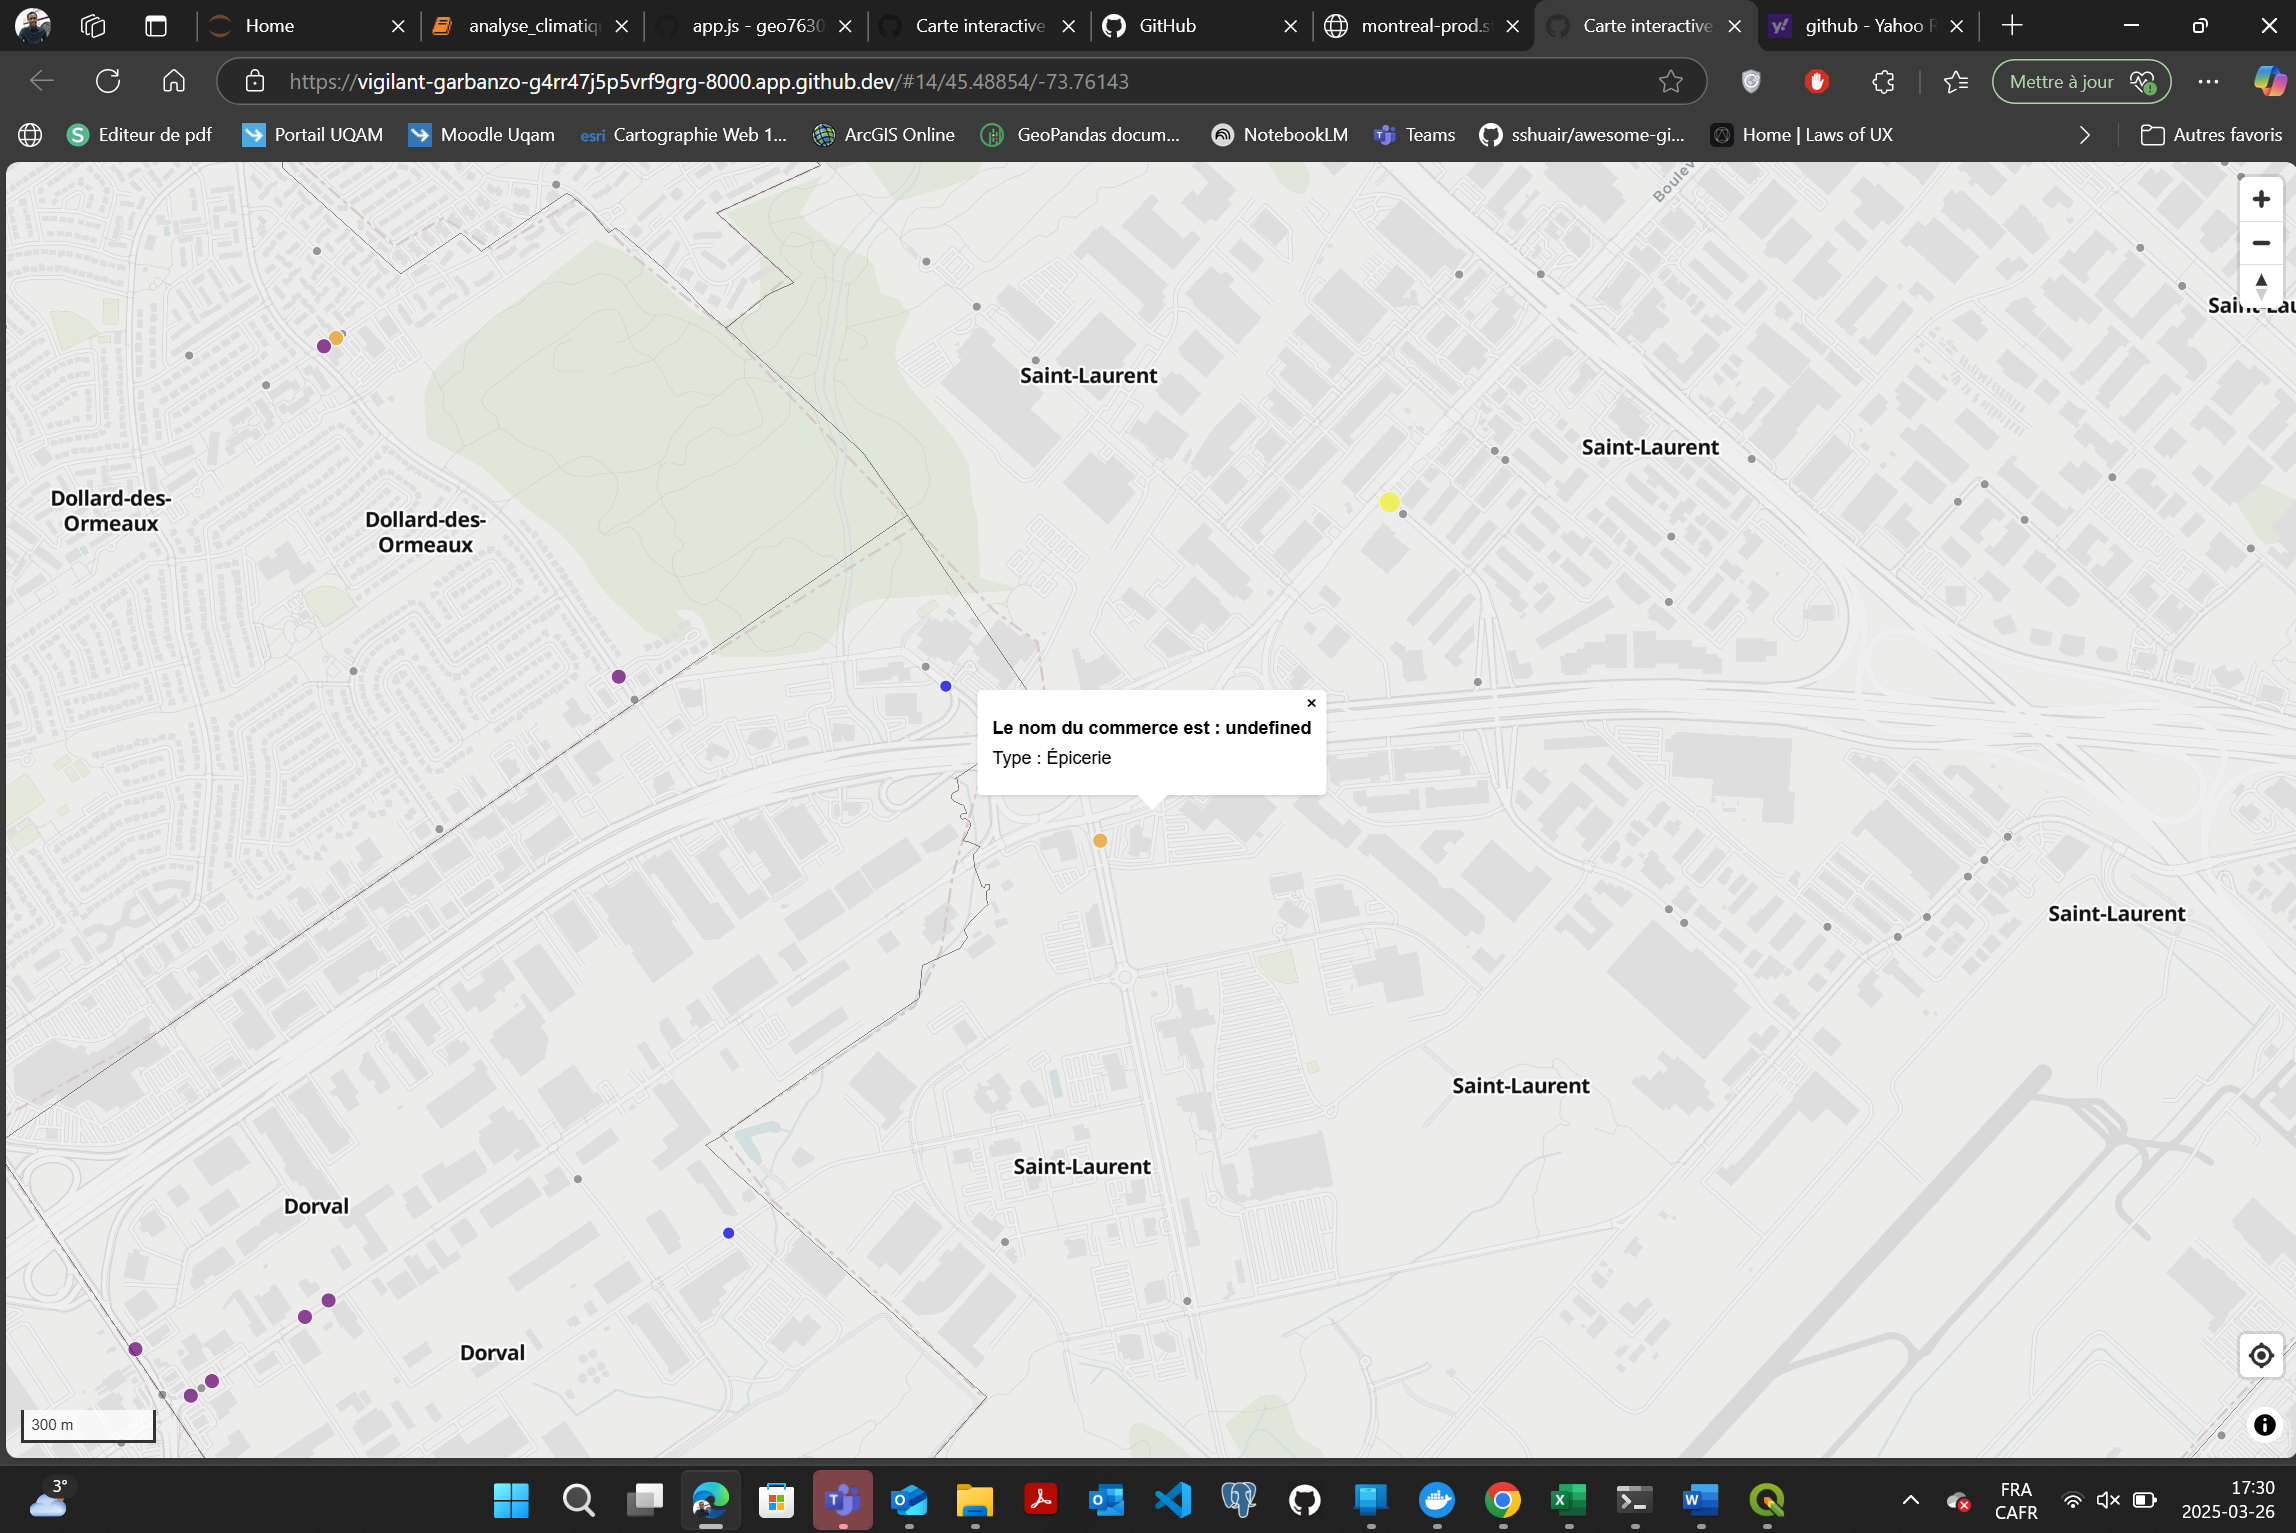 Home
analyse_climatiq
app.js - geo7630
Carte interactive
GitHub
montreal-prod.s
Carte interactive
github - Yahoo R
https://vigilant-garbanzo-g4rr47j5p5vrf9grg-8000.app.github.dev/#14/45.48854/-73.76143
Mettre à jour
Editeur de pdf
Portail UQAM
Moodle Uqam
esri Cartographie Web 1...
ArcGIS Online
GeoPandas docum...
NotebookLM
Teams
sshuair/awesome-gi...
Home | Laws of UX
Autres favoris
Boulev
Saint-Lau
Saint-Laurent
Saint-Laurent
Dollard-des-
Ormeaux
Dollard-des-
Ormeaux
Le nom du commerce est : undefined
Type : Épicerie
Saint-Laurent
Saint-Laurent
Saint-Laurent
Dorval
Dorval
300 m
3°
FRA
CAFR
17:30
2025-03-26